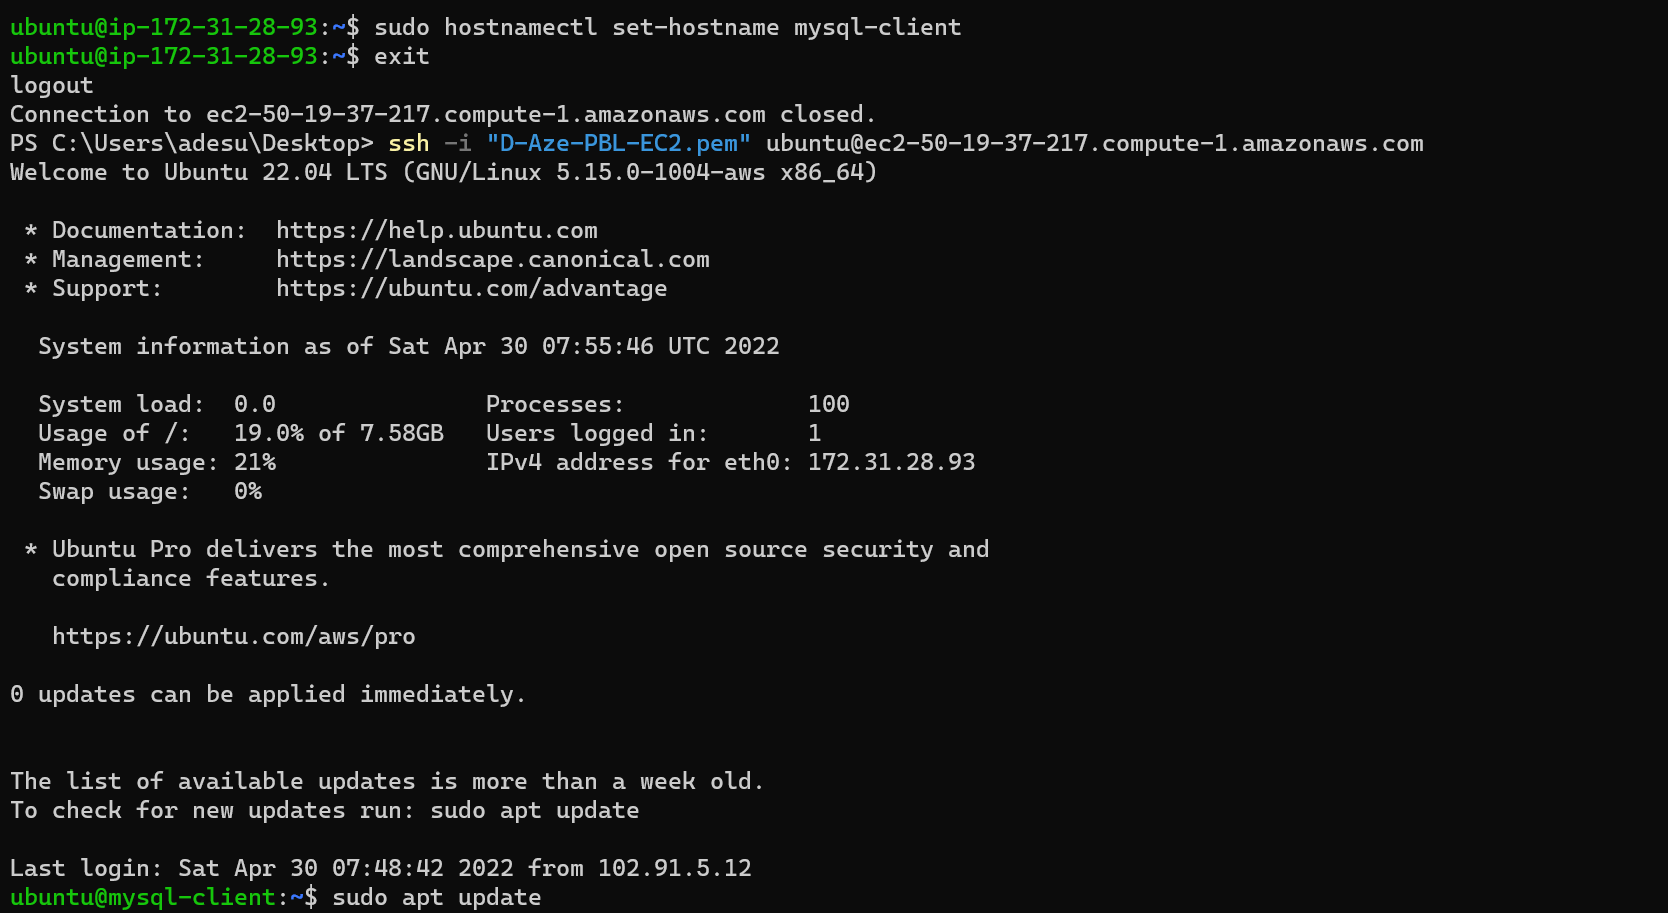 ubuntu@ip-172-31-28-93:~$ sudo hostnamectl set-hostname mysql-client
ubuntu@ip-172-31-28-93:~$ exit
logout
Connection to ec2-50-19-37-217.compute-1.amazonaws.com closed.
PS C:\Users\adesu\Desktop> ssh -i "D-Aze-PBL-EC2.pem" ubuntu@ec2-50-19-37-217.compute-1.amazonaws.com
Welcome to Ubuntu 22.04 LTS (GNU/Linux 5.15.0-1004-aws x86_64)

 * Documentation:  https://help.ubuntu.com
 * Management:     https://landscape.canonical.com
 * Support:        https://ubuntu.com/advantage

  System information as of Sat Apr 30 07:55:46 UTC 2022

  System load:  0.0               Processes:             100
  Usage of /:   19.0% of 7.58GB   Users logged in:       1
  Memory usage: 21%               IPv4 address for eth0: 172.31.28.93
  Swap usage:   0%

 * Ubuntu Pro delivers the most comprehensive open source security and
   compliance features.

   https://ubuntu.com/aws/pro

0 updates can be applied immediately.


The list of available updates is more than a week old.
To check for new updates run: sudo apt update

Last login: Sat Apr 30 07:48:42 2022 from 102.91.5.12
ubuntu@mysql-client:~$ sudo apt update